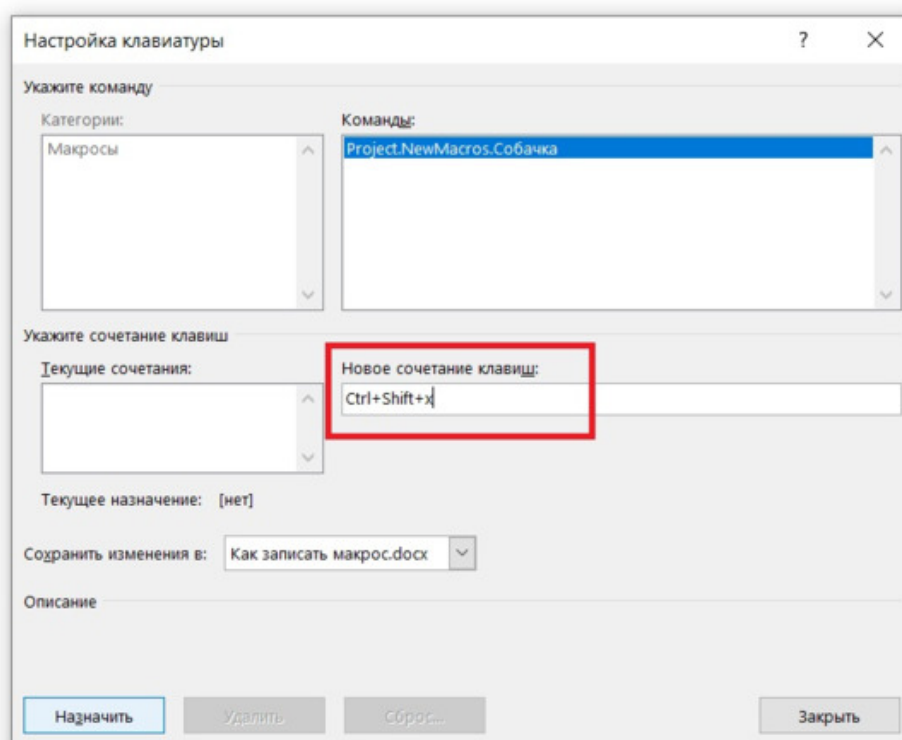 Настройка клавиатуры
Укажите команду
Категории:
Команды:
Макросы
Project.NewMacros.Собачка
Укажите сочетание клавиш
Текущие сочетания:
Новое сочетание клавиш:
Ctrl+Shift+x
Текущее назначение: [нет]
Сохранить изменения в: Как записать макрос.docx
Описание
Назначить
Удалить
Сброс...
Закрыть